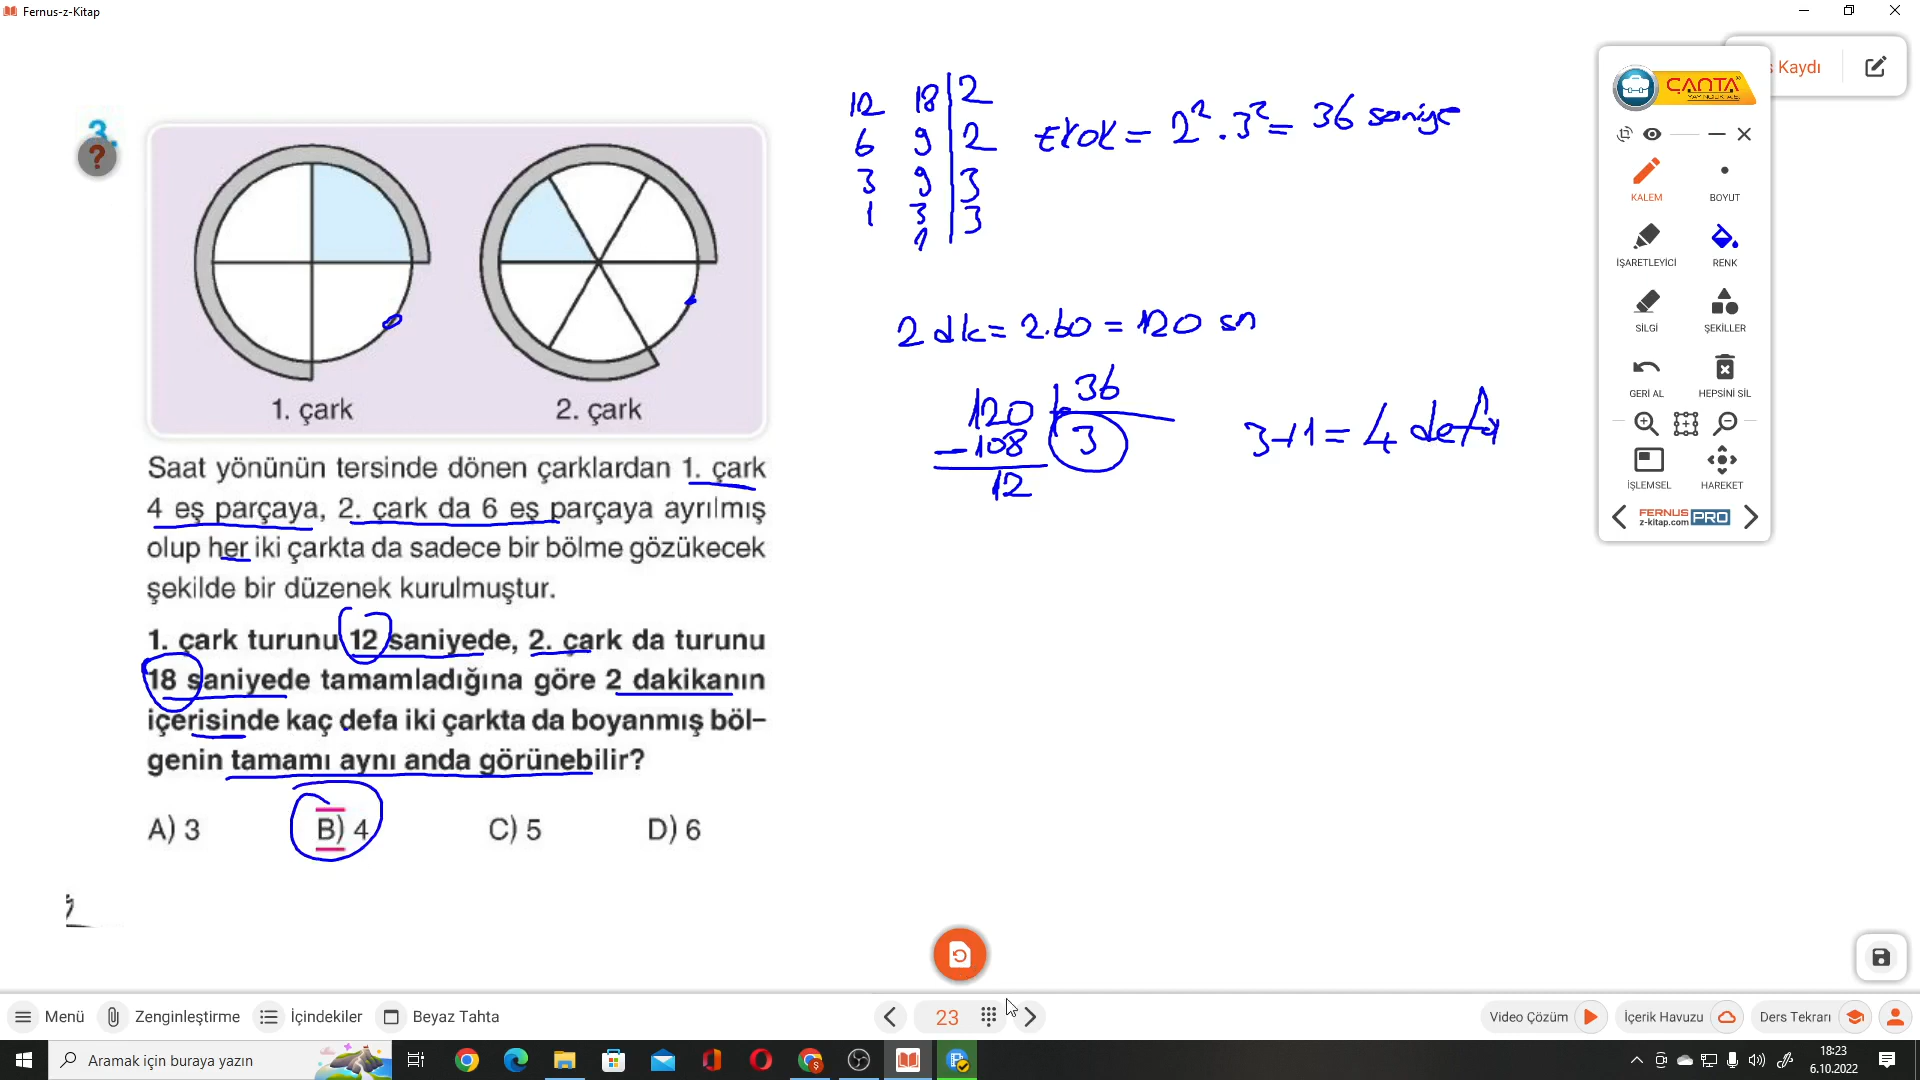 Fernus-z-Kitap
s Kaydı
ÇANTA
YAYINCILIK A.Ş.
KALEM
BOYUT
İŞARETLEYİCİ
RENK
SİLGİ
ŞEKİLLER
GERİ AL
HEPSİNİ SİL
İŞLEMSEL
HAREKET
FERNUS
z-kitap.com PRO
3.
?
1. çark
2. çark
Saat yönünün tersinde dönen çarklardan 1. çark
4 eş parçaya, 2. çark da 6 eş parçaya ayrılmış
olup her iki çarkta da sadece bir bölme gözükecek
şekilde bir düzenek kurulmuştur.
1. çark turunu 12 saniyede, 2. çark da turunu
18 saniyede tamamladığına göre 2 dakikanın
içerisinde kaç defa iki çarkta da boyanmış böl-
genin tamamı aynı anda görünebilir?
A) 3
B) 4
C) 5
D) 6
12 18 | 2
6 9 | 2
3 9 | 3
1 3 | 3
1
EKOK = 2² . 3² = 36 saniye
2 dk = 2.60 = 120 sn
120 | 36
-108 3
12
3+1 = 4 defa
Menü
Zenginleştirme
İçindekiler
Beyaz Tahta
23
Video Çözüm
İçerik Havuzu
Ders Tekrarı
Aramak için buraya yazın
18:23
6.10.2022